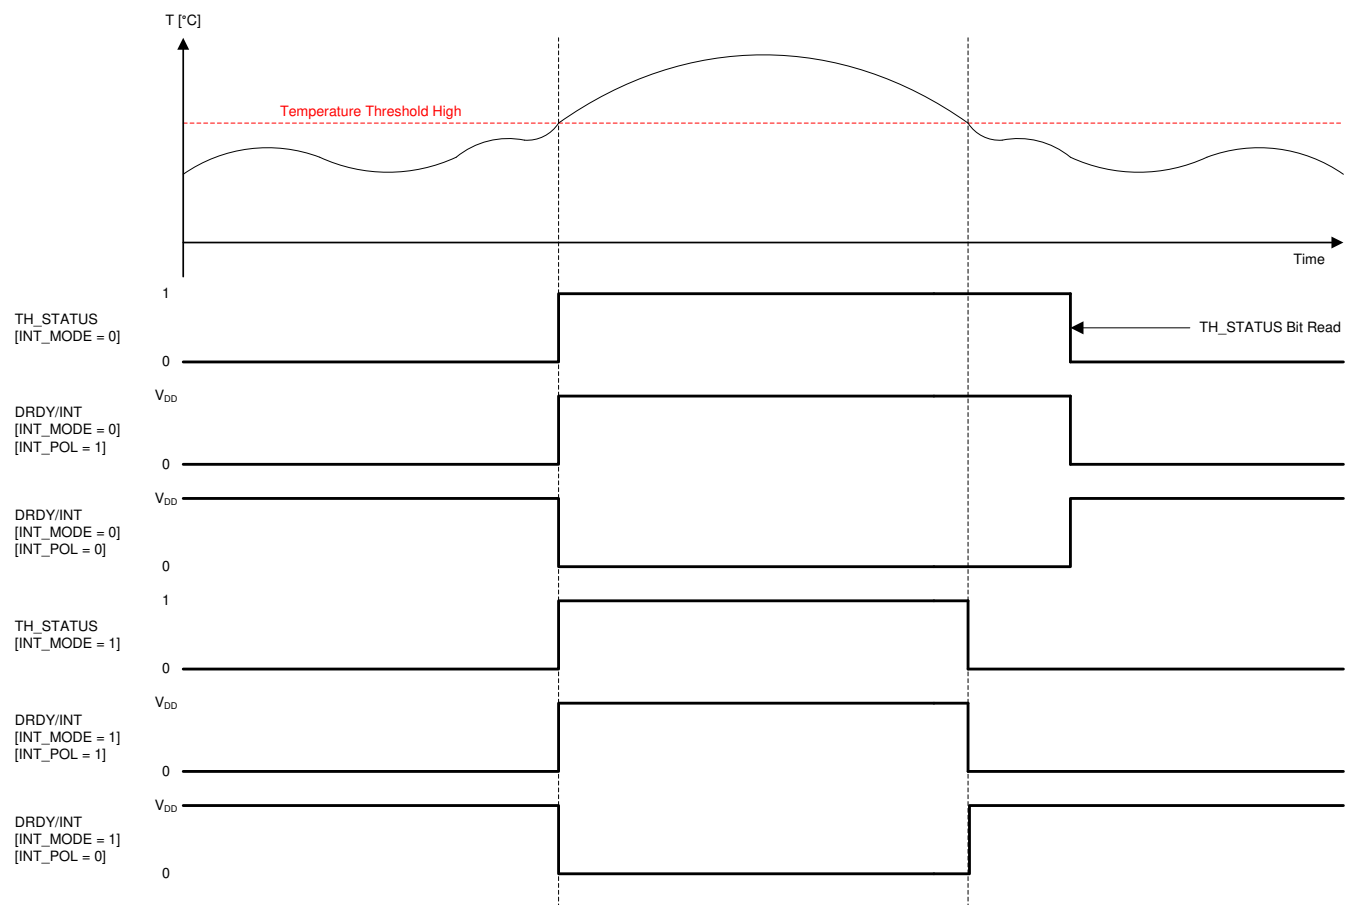 T [°C]
Temperature Threshold High
Time
1
TH_STATUS
[INT_MODE = 0]
TH_STATUS Bit Read
0
VDD
DRDY/INT
[INT_MODE = 0]
[INT_POL = 1]
0
VDD
DRDY/INT
[INT_MODE = 0]
[INT_POL = 0]
0
1
TH_STATUS
[INT_MODE = 1]
0
VDD
DRDY/INT
[INT_MODE = 1]
[INT_POL = 1]
0
VDD
DRDY/INT
[INT_MODE = 1]
[INT_POL = 0]
0